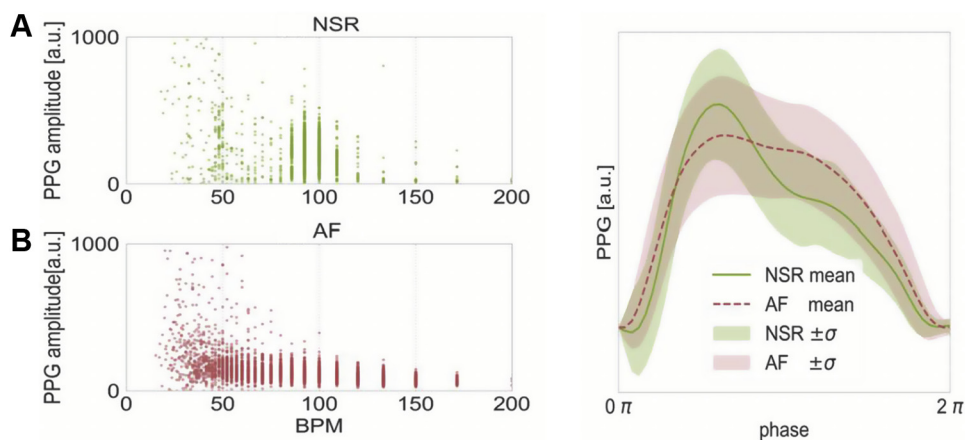 A
NSR
PPG amplitude [a.u.]
1000
0
0
50
100
150
200
B
AF
PPG amplitude[a.u.]
1000
0
0
50
100
150
200
BPM
PPG [a.u.]
NSR mean
AF mean
NSR ±σ
AF ±σ
0 π
2 π
phase